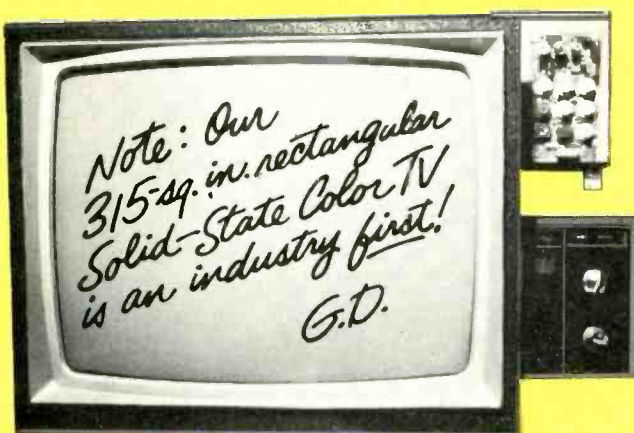 Note: Our
315-sq. in. rectangular
Solid-State Color TV
is an industry first!
G.D.